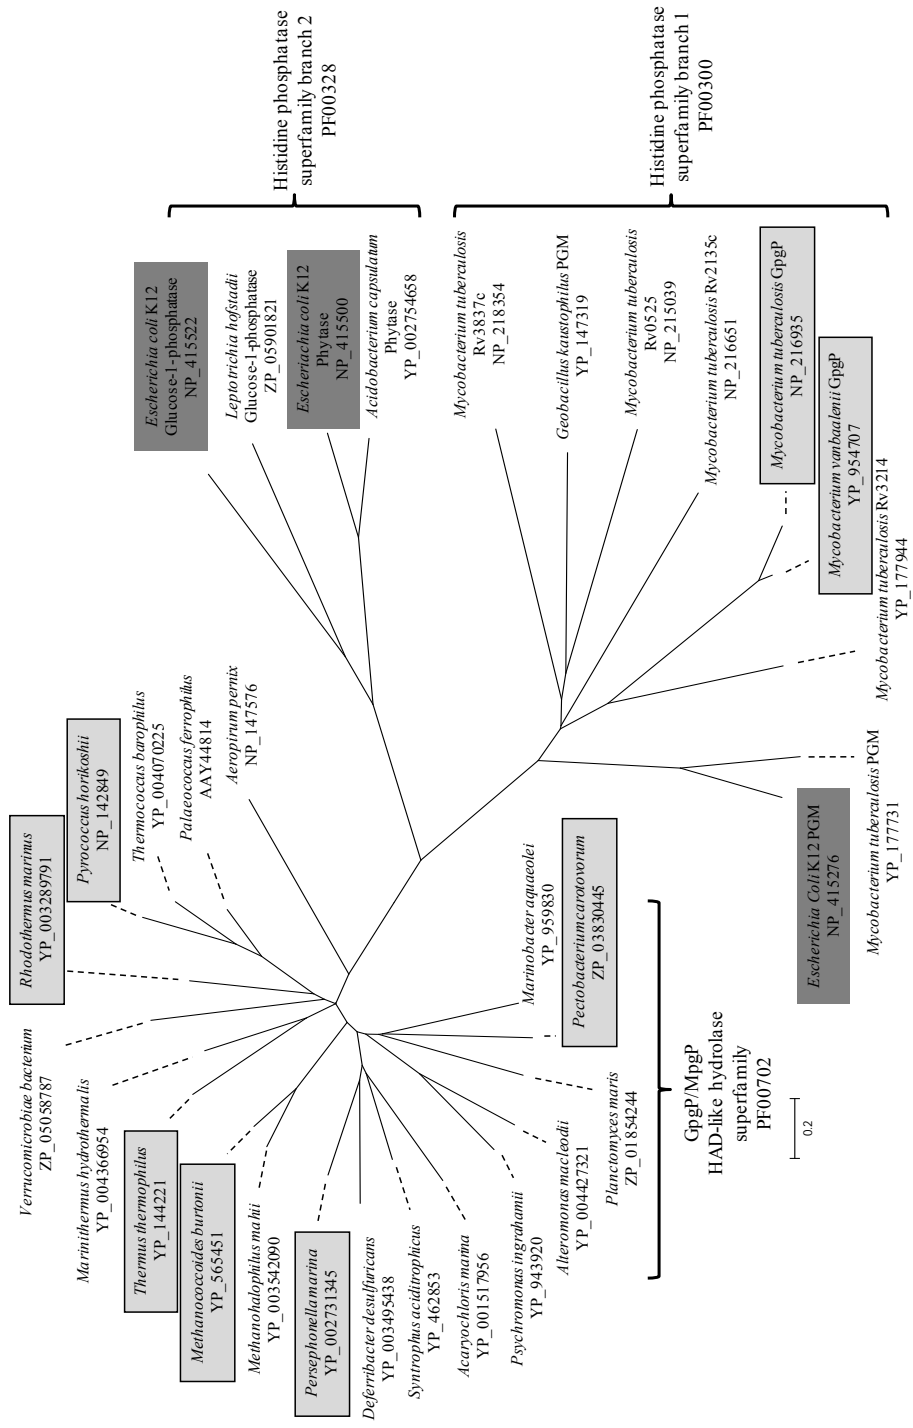 Escherichia coli K12
Glucose-1-phosphatase
NP_415522
Leptotrichia hofstadii
Glucose-1-phosphatase
ZP_05901821
Escheriachia coli K12
Phytase
NP_415500
Acidobacterium capsulatum
Phytase
YP_002754658
Histidine phosphatase
superfamily branch 2
PF00328
Mycobacterium tuberculosis
Rv3837c
NP_218354
Geobacillus kaustophilus PGM
YP_147319
Mycobacterium tuberculosis
Rv0525
NP_215039
Mycobacterium tuberculosis Rv2135c
NP_216651
Mycobacterium tuberculosis GpgP
NP_216935
Mycobacterium vanbaalenii GpgP
YP_954707
Mycobacterium tuberculosis Rv3214
YP_177944
Histidine phosphatase
superfamily branch 1
PF00300
Mycobacterium tuberculosis PGM
YP_177731
Escherichia Coli K12 PGM
NP_415276
Aeropirum pernix
NP_147576
Palaeococcus ferrophilus
AAY44814
Thermococcus barophilus
YP_004070225
Pyrococcus horikoshii
NP_142849
Rhodothermus marinus
YP_003289791
Verrucomicrobiae bacterium
ZP_05058787
Marinithermus hydrothermalis
YP_004366954
Thermus thermophilus
YP_144221
Methanococcoides burtonii
YP_565451
Methanohalophilus mahii
YP_003542090
Persephonella marina
YP_002731345
Deferribacter desulfuricans
YP_003495438
Syntrophus aciditrophicus
YP_462853
Acaryochloris marina
YP_001517956
Psychromonas ingrahamii
YP_943920
Alteromonas macleodii
YP_004427321
Planctomyces maris
ZP_01854244
Pectobacterium carotovorum
ZP_03830445
Marinobacter aquaeolei
YP_959830
GpgP/MpgP
HAD-like hydrolase
superfamily
PF00702
0.2